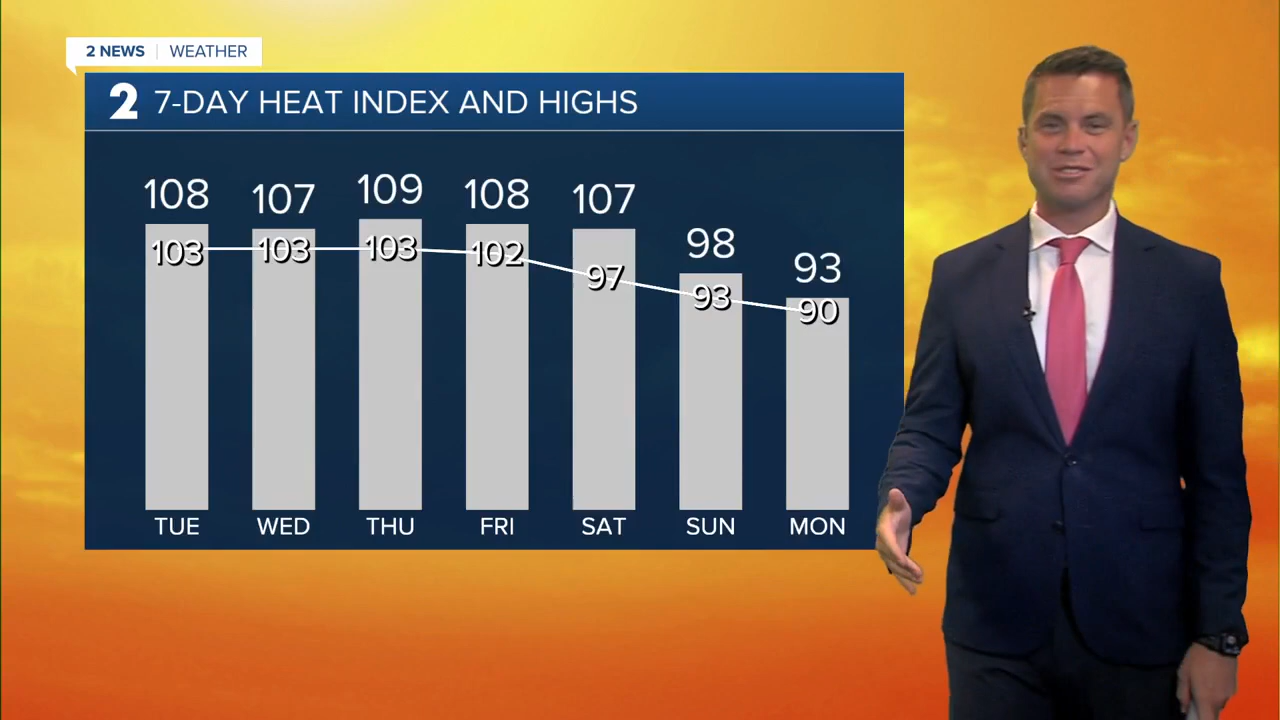 2 NEWS | WEATHER
2 7-DAY HEAT INDEX AND HIGHS
108 107 109 108 107 98 93
103 103 103 102 97 93 90
TUE WED THU FRI SAT SUN MON